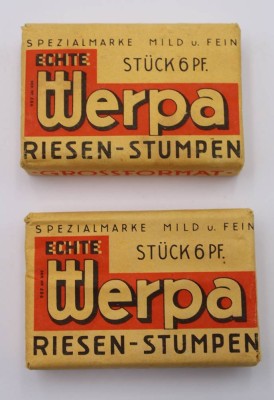 SPEZIALMARKE MILD u. FEIN
ECHTE
STÜCK 6 PF.
Werpa
RIESEN-STUMPEN
·GROSSFORMAT·
SPEZIALMARKE MILD u. FEIN
ECHTE
STÜCK 6 PF.
Werpa
RIESEN-STUMPEN